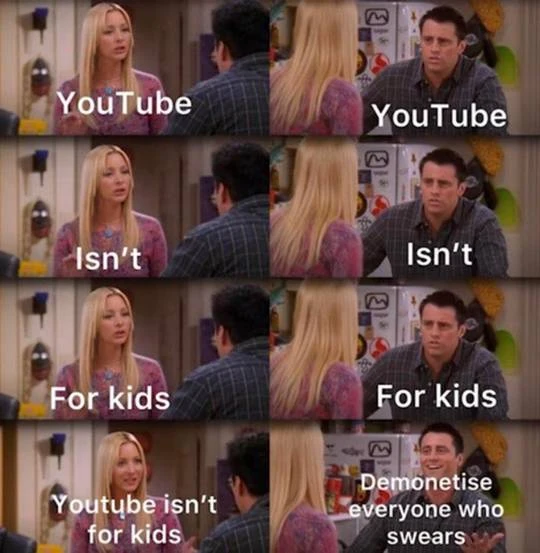 YouTube
YouTube
Isn't
Isn't
For kids
For kids
Youtube isn't
for kids
Demonetise
everyone who
swears